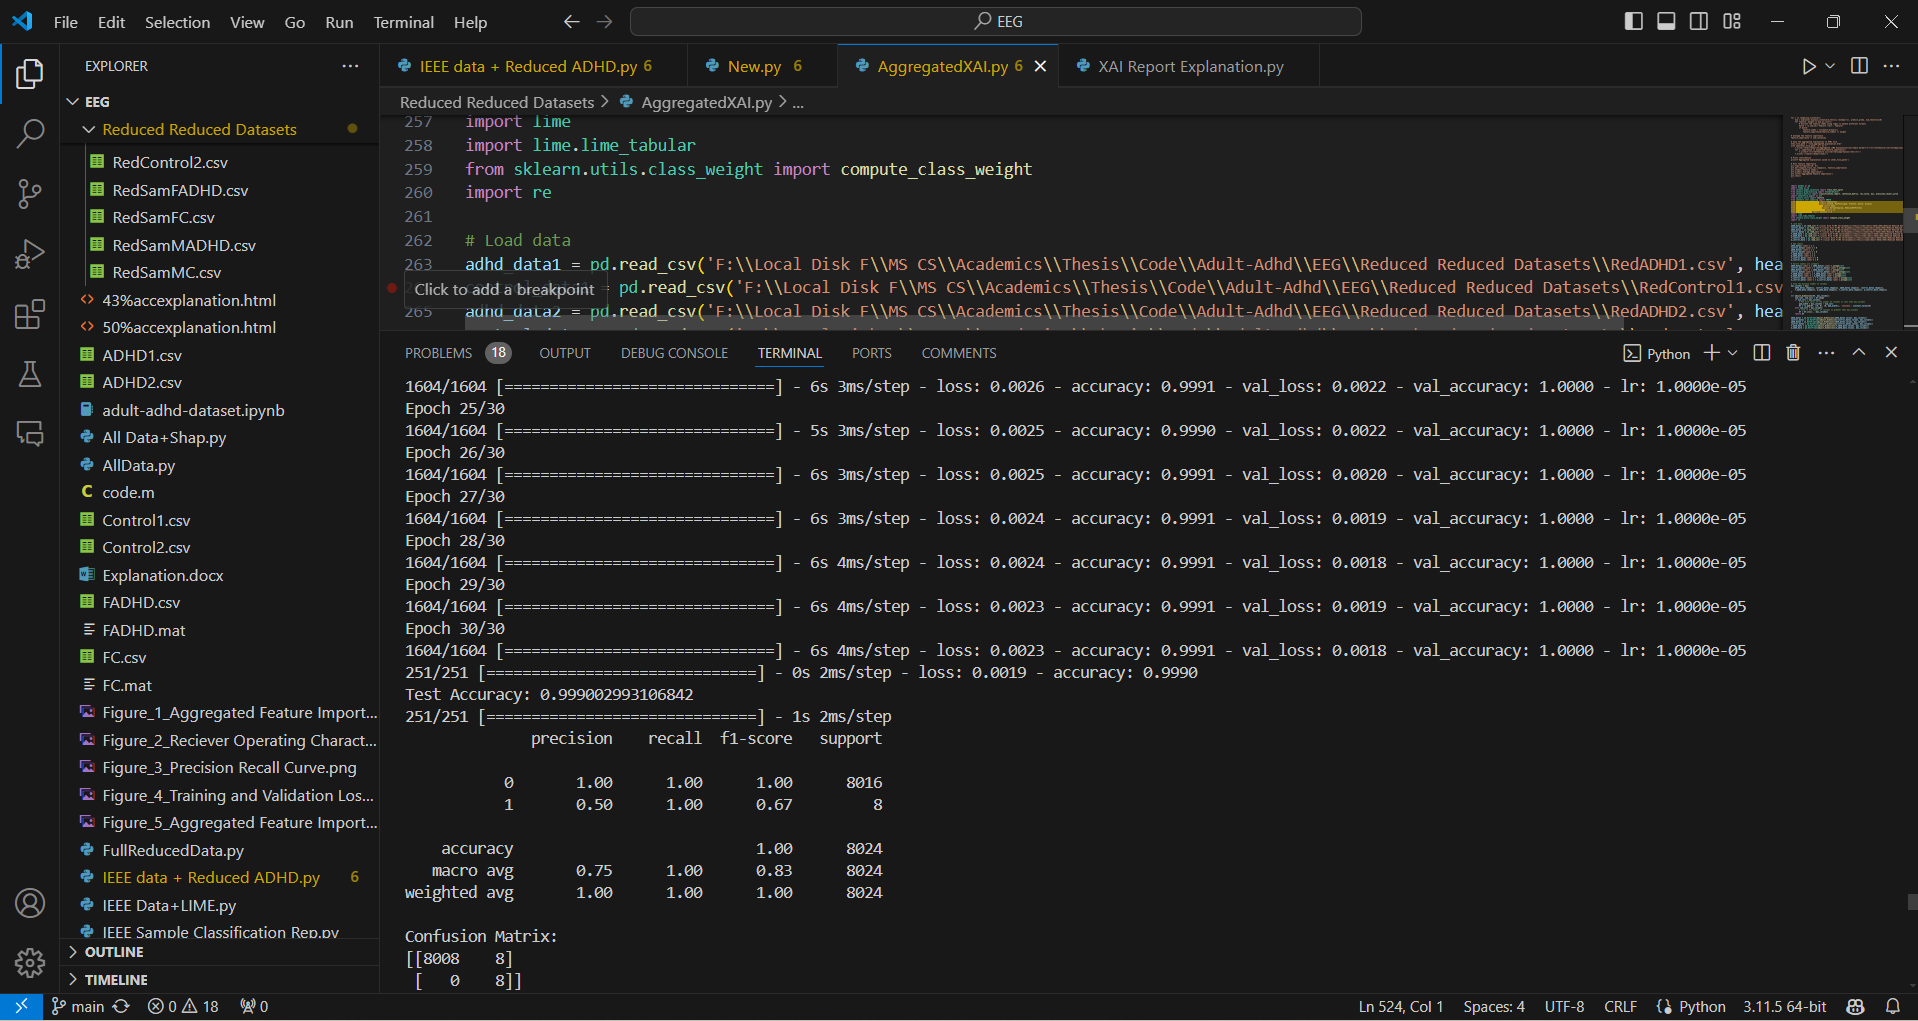 File Edit Selection View Go Run Terminal Help
EEG
EXPLORER
EEG
Reduced Reduced Datasets
RedControl2.csv
RedSamFADHD.csv
RedSamFC.csv
RedSamMADHD.csv
RedSamMC.csv
43%accexplanation.html
50%accexplanation.html
ADHD1.csv
ADHD2.csv
adult-adhd-dataset.ipynb
All Data+Shap.py
AllData.py
code.m
Control1.csv
Control2.csv
Explanation.docx
FADHD.csv
FADHD.mat
FC.csv
FC.mat
Figure_1_Aggregated Feature Import...
Figure_2_Reciever Operating Charact...
Figure_3_Precision Recall Curve.png
Figure_4_Training and Validation Los...
Figure_5_Aggregated Feature Import...
FullReducedData.py
IEEE data + Reduced ADHD.py 6
IEEE Data+LIME.py
IEEE Sample Classification Rep.py
OUTLINE
TIMELINE
IEEE data + Reduced ADHD.py 6 New.py 6 AggregatedXAI.py 6 XAI Report Explanation.py
Reduced Reduced Datasets > AggregatedXAI.py > ...
257 import lime
258 import lime.lime_tabular
259 from sklearn.utils.class_weight import compute_class_weight
260 import re
261
262 # Load data
263 adhd_data1 = pd.read_csv('F:\\Local Disk F\\MS CS\\Academics\\Thesis\\Code\\Adult-Adhd\\EEG\\Reduced Reduced Datasets\\RedADHD1.csv', hea
Click to add a breakpoint = pd.read_csv('F:\\Local Disk F\\MS CS\\Academics\\Thesis\\Code\\Adult-Adhd\\EEG\\Reduced Reduced Datasets\\RedControl1.csv
265 adhd_data2 = pd.read_csv('F:\\Local Disk F\\MS CS\\Academics\\Thesis\\Code\\Adult-Adhd\\EEG\\Reduced Reduced Datasets\\RedADHD2.csv', hea
PROBLEMS 18 OUTPUT DEBUG CONSOLE TERMINAL PORTS COMMENTS Python
1604/1604 [==============================] - 6s 3ms/step - loss: 0.0026 - accuracy: 0.9991 - val_loss: 0.0022 - val_accuracy: 1.0000 - lr: 1.0000e-05
Epoch 25/30
1604/1604 [==============================] - 5s 3ms/step - loss: 0.0025 - accuracy: 0.9990 - val_loss: 0.0022 - val_accuracy: 1.0000 - lr: 1.0000e-05
Epoch 26/30
1604/1604 [==============================] - 6s 3ms/step - loss: 0.0025 - accuracy: 0.9991 - val_loss: 0.0020 - val_accuracy: 1.0000 - lr: 1.0000e-05
Epoch 27/30
1604/1604 [==============================] - 6s 3ms/step - loss: 0.0024 - accuracy: 0.9991 - val_loss: 0.0019 - val_accuracy: 1.0000 - lr: 1.0000e-05
Epoch 28/30
1604/1604 [==============================] - 6s 4ms/step - loss: 0.0024 - accuracy: 0.9991 - val_loss: 0.0018 - val_accuracy: 1.0000 - lr: 1.0000e-05
Epoch 29/30
1604/1604 [==============================] - 6s 4ms/step - loss: 0.0023 - accuracy: 0.9991 - val_loss: 0.0019 - val_accuracy: 1.0000 - lr: 1.0000e-05
Epoch 30/30
1604/1604 [==============================] - 6s 4ms/step - loss: 0.0023 - accuracy: 0.9991 - val_loss: 0.0018 - val_accuracy: 1.0000 - lr: 1.0000e-05
251/251 [==============================] - 0s 2ms/step - loss: 0.0019 - accuracy: 0.9990
Test Accuracy: 0.999002993106842
251/251 [==============================] - 1s 2ms/step
precision recall f1-score support
0 1.00 1.00 1.00 8016
1 0.50 1.00 0.67 8
accuracy 1.00 8024
macro avg 0.75 1.00 0.83 8024
weighted avg 1.00 1.00 1.00 8024
Confusion Matrix:
[[8008 8]
[ 0 8]]
main 0 18 0 Ln 524, Col 1 Spaces: 4 UTF-8 CRLF Python 3.11.5 64-bit